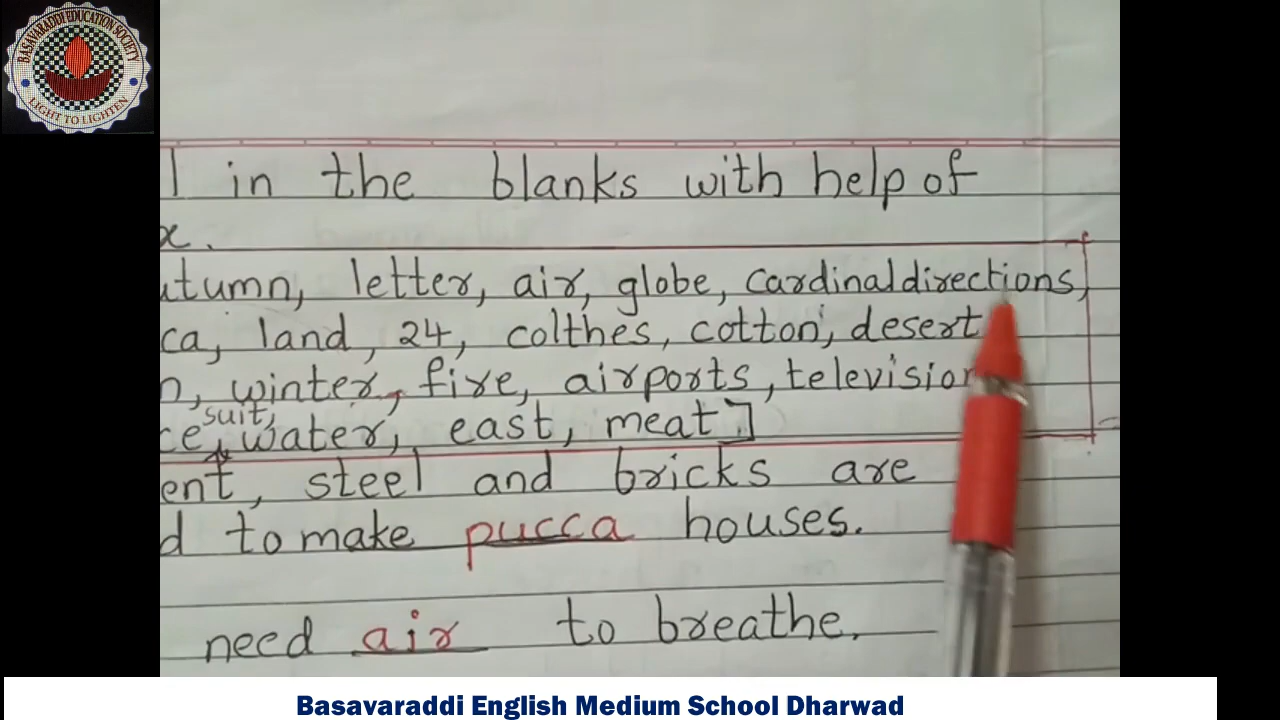 BASAVARADDI EDUCATION SOCIETY
LIGHT TO LIGHTEN
l in the blanks with help of
x.
utumn, letter, air, globe, cardinal directions,
ca, land, 24, colthes, cotton, desert
n, winter, fire, airports, television
ce suit, water, east, meat]
ent, steel and bricks are
d to make pucca houses.
need air to breathe.
Basavaraddi English Medium School Dharwad